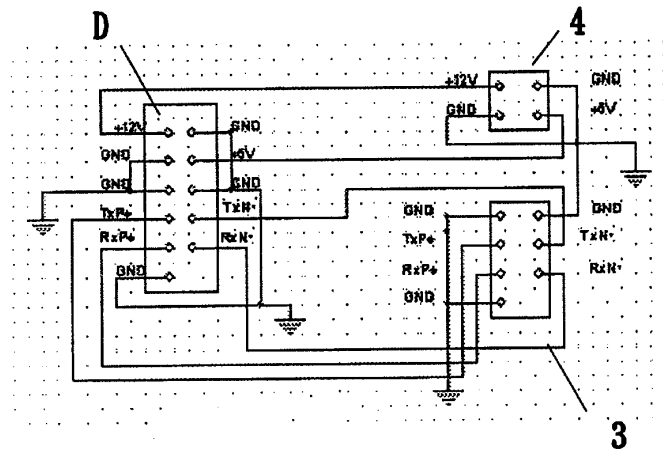 D
4
+12V
GND
GND
+5V
+12V
GND
GND
+5V
GND
GND
TxP+
TxN-
RxP+
RxN-
GND
GND
GND
TxP+
TxN-
RxP+
RxN-
GND
3